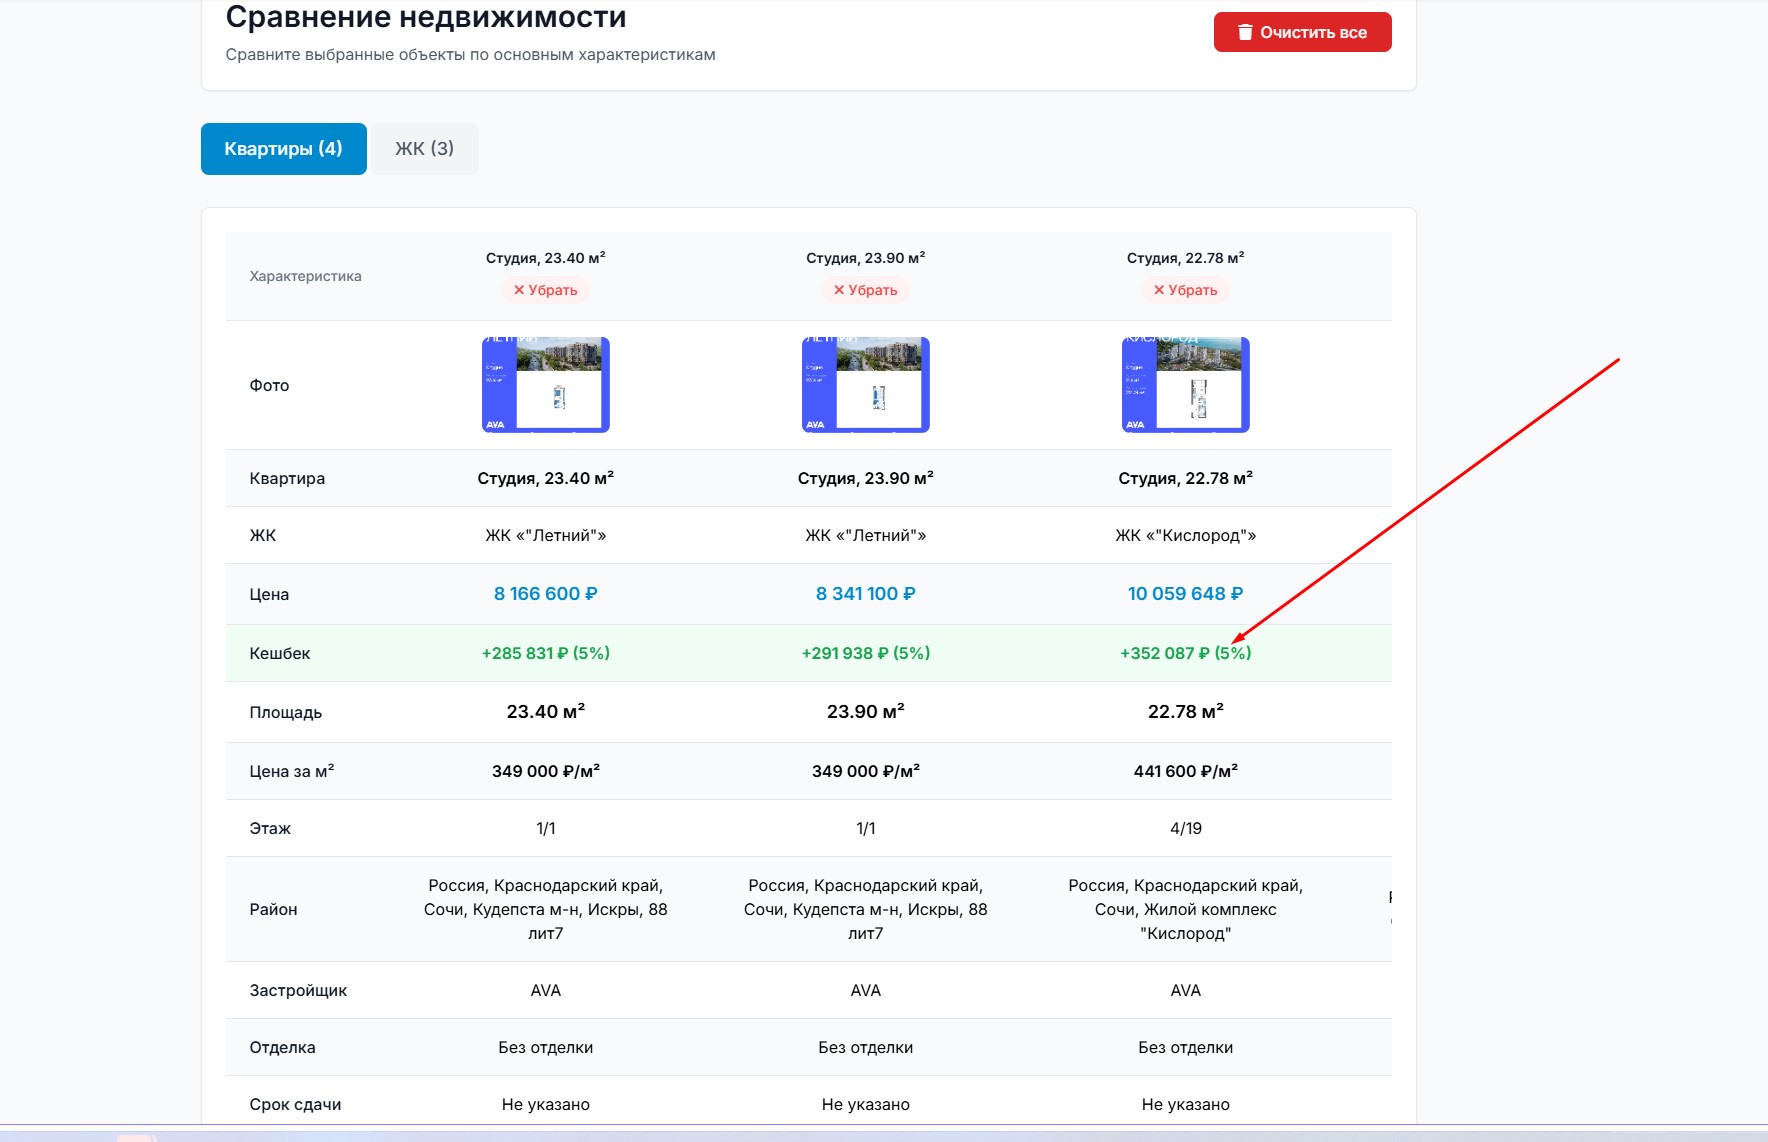 Сравнение недвижимости
Сравните выбранные объекты по основным характеристикам
Очистить все
Квартиры (4)
ЖК (3)
Характеристика
Студия, 23.40 м²
Студия, 23.90 м²
Студия, 22.78 м²
✕ Убрать
✕ Убрать
✕ Убрать
Фото
ЛЕТНИЙ
Студия
AVA
ЛЕТНИЙ
Студия
AVA
КИСЛОРОД
Студия
AVA
Квартира
Студия, 23.40 м²
Студия, 23.90 м²
Студия, 22.78 м²
ЖК
ЖК «"Летний"»
ЖК «"Летний"»
ЖК «"Кислород"»
Цена
8 166 600 ₽
8 341 100 ₽
10 059 648 ₽
Кешбек
+285 831 ₽ (5%)
+291 938 ₽ (5%)
+352 087 ₽ (5%)
Площадь
23.40 м²
23.90 м²
22.78 м²
Цена за м²
349 000 ₽/м²
349 000 ₽/м²
441 600 ₽/м²
Этаж
1/1
1/1
4/19
Район
Россия, Краснодарский край,
Сочи, Кудепста м-н, Искры, 88
лит7
Россия, Краснодарский край,
Сочи, Кудепста м-н, Искры, 88
лит7
Россия, Краснодарский край,
Сочи, Жилой комплекс
"Кислород"
Застройщик
AVA
AVA
AVA
Отделка
Без отделки
Без отделки
Без отделки
Срок сдачи
Не указано
Не указано
Не указано